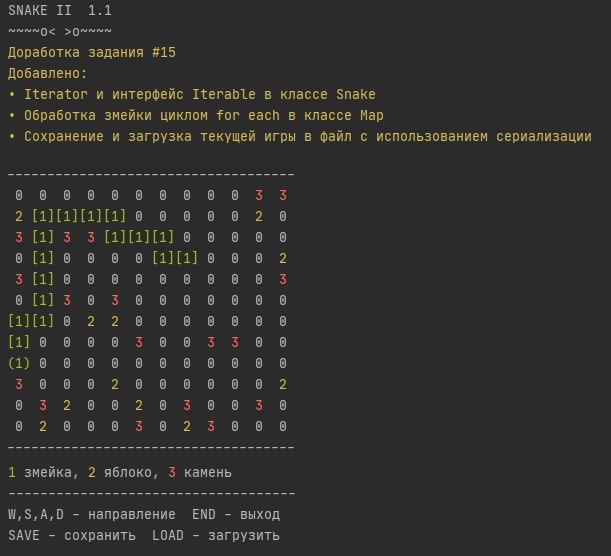 SNAKE II  1.1
~~~~o< >o~~~~
Доработка задания #15
Добавлено:
• Iterator и интерфейс Iterable в классе Snake
• Обработка змейки циклом for each в классе Map
• Сохранение и загрузка текущей игры в файл с использованием сериализации
------------------------------------
 0  0  0  0  0  0  0  0  0  0  3  3
 2 [1][1][1][1] 0  0  0  0  0  2  0
 3 [1] 3  3 [1][1][1] 0  0  0  0  0
 0 [1] 0  0  0  0 [1][1] 0  0  0  2
 3 [1] 0  0  0  0  0  0  0  0  0  3
 0 [1] 3  0  3  0  0  0  0  0  0  0
[1][1] 0  2  2  0  0  0  0  0  0  0
[1] 0  0  0  0  3  0  0  3  3  0  0
(1) 0  0  0  0  0  0  0  0  0  0  0
 3  0  0  0  2  0  0  0  0  0  0  2
 0  3  2  0  0  2  0  3  0  0  3  0
 0  2  0  0  0  3  0  2  3  0  0  0
------------------------------------
1 змейка, 2 яблоко, 3 камень
------------------------------------
W,S,A,D - направление  END - выход
SAVE - сохранить  LOAD - загрузить